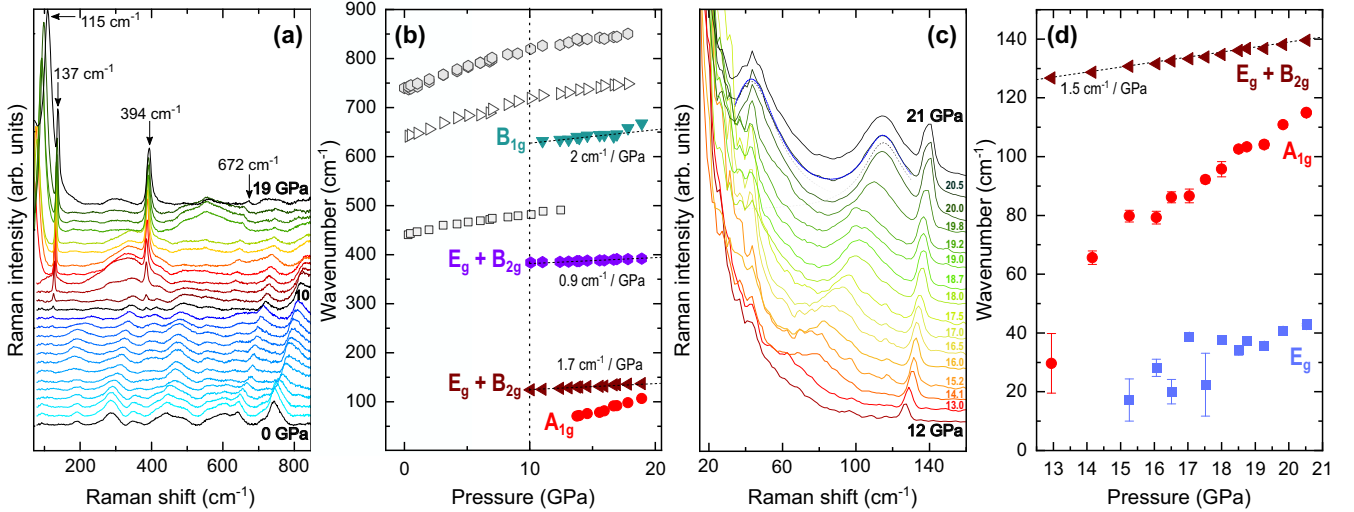 (a)
115 cm⁻¹
137 cm⁻¹
394 cm⁻¹
672 cm⁻¹
19 GPa
10
0 GPa
Raman intensity (arb. units)
200 400 600 800
Raman shift (cm⁻¹)
(b)
900
800
700
600
500
400
300
200
100
Wavenumber (cm⁻¹)
B1g
2 cm⁻¹ / GPa
Eg + B2g
0.9 cm⁻¹ / GPa
1.7 cm⁻¹ / GPa
Eg + B2g
A1g
0 10 20
Pressure (GPa)
(c)
21 GPa
20.5
20.0
19.8
19.2
19.0
18.7
18.0
17.5
17.0
16.5
16.0
15.2
14.1
13.0
12 GPa
Raman intensity (arb. units)
20 60 100 140
Raman shift (cm⁻¹)
(d)
140
120
100
80
60
40
20
0
Wavenumber (cm⁻¹)
Eg + B2g
1.5 cm⁻¹ / GPa
A1g
Eg
13 14 15 16 17 18 19 20 21
Pressure (GPa)